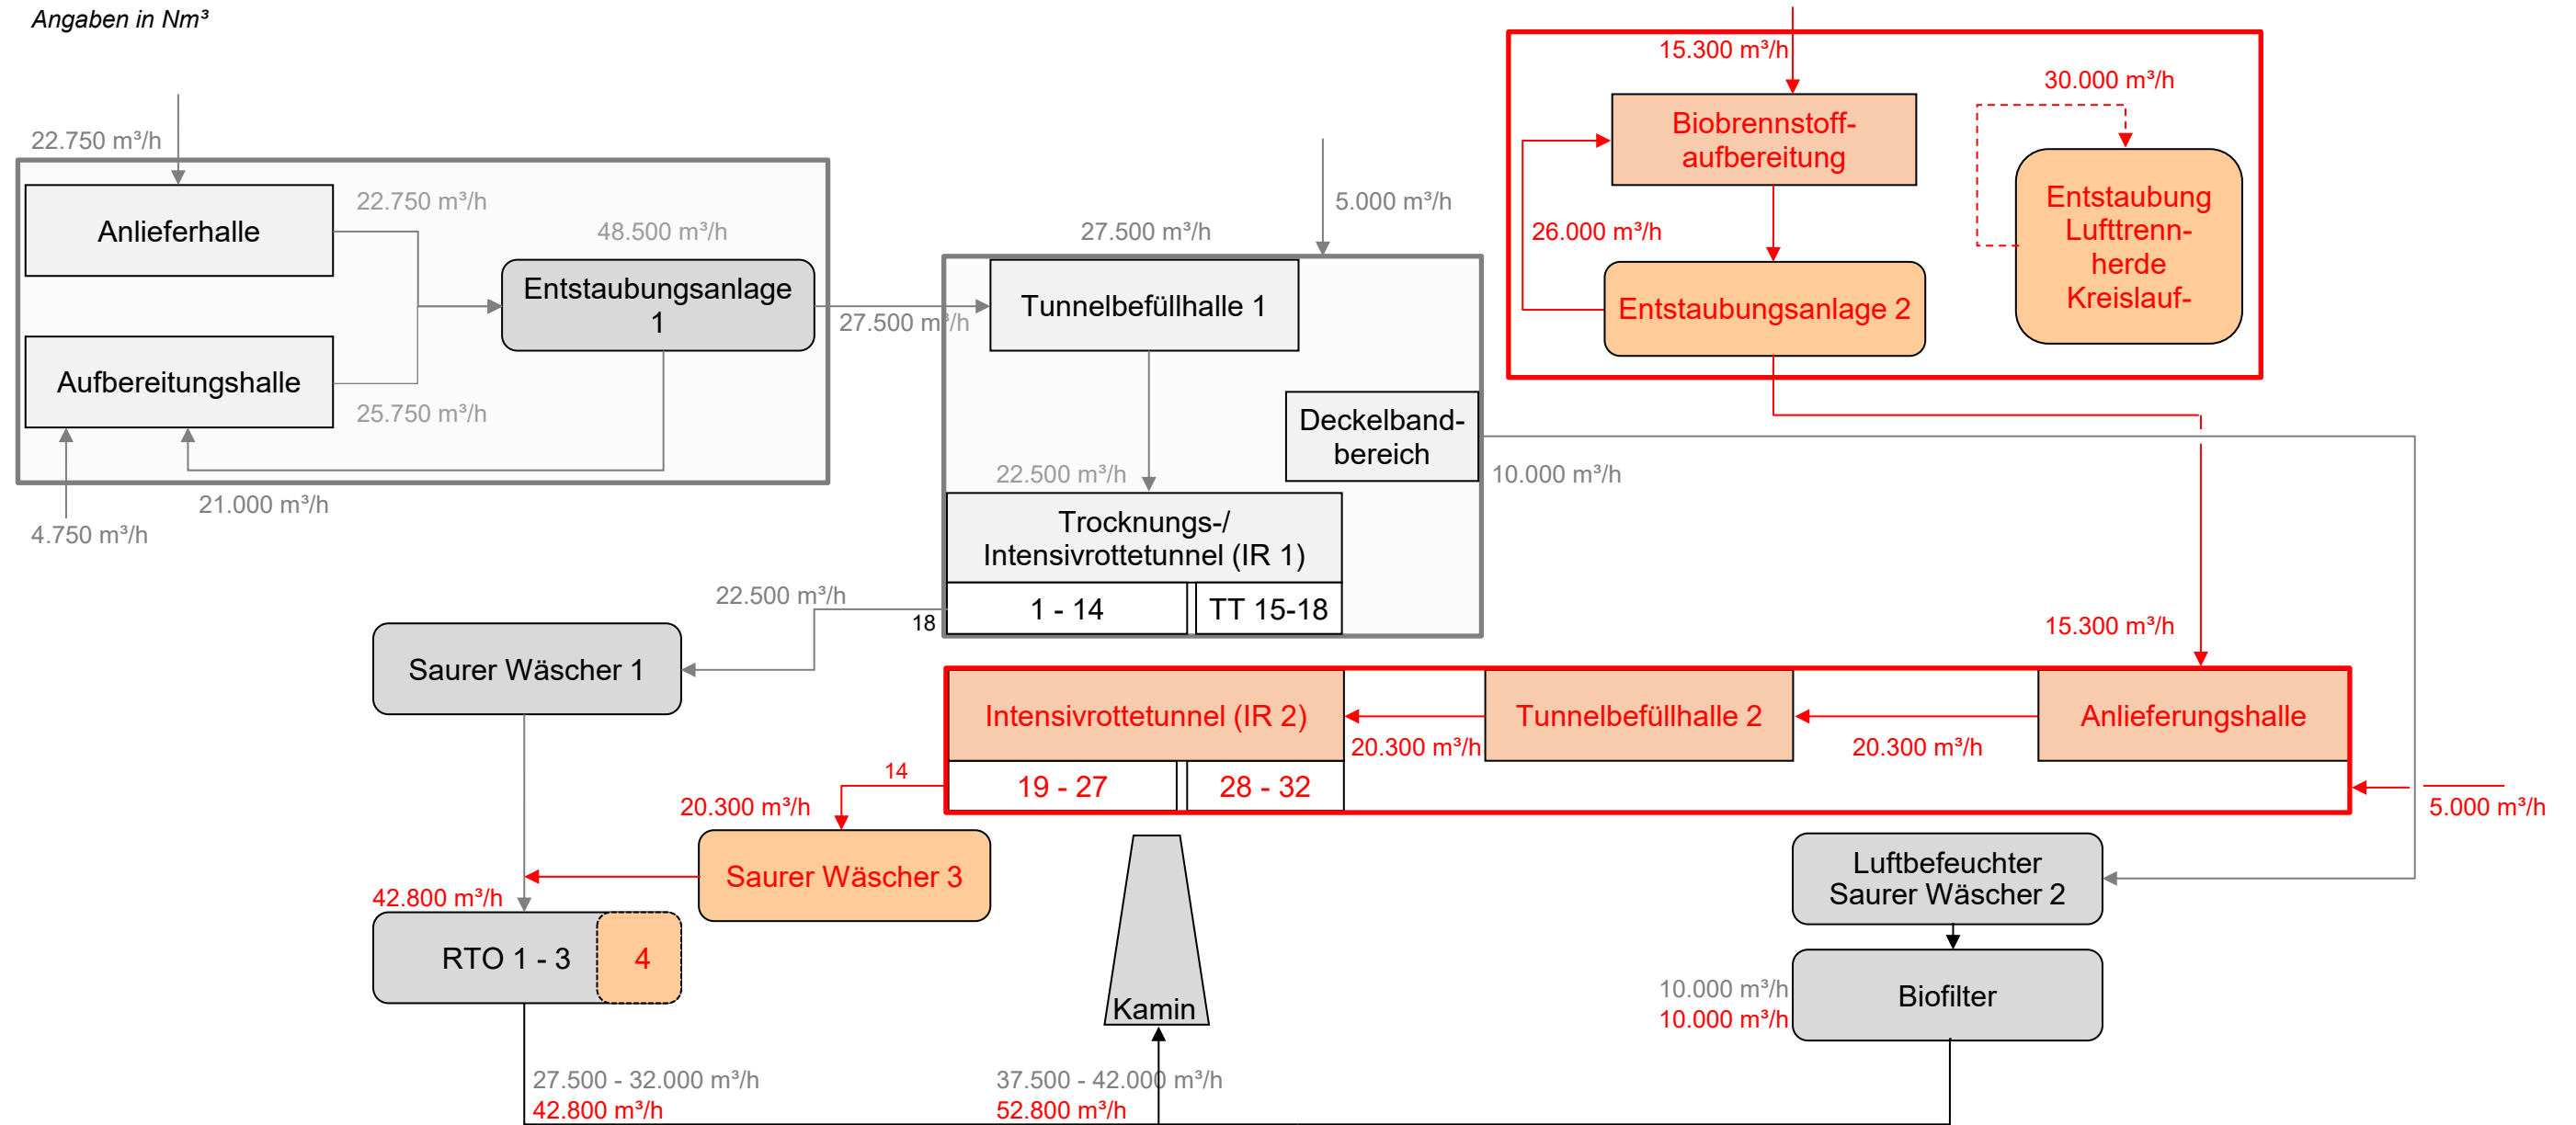 Angaben in Nm³
15.300 m³/h
30.000 m³/h
22.750 m³/h
Biobrennstoff-
aufbereitung
Anlieferhalle
22.750 m³/h
48.500 m³/h
Entstaubungsanlage
1
27.500 m³/h
5.000 m³/h
27.500 m³/h
Tunnelbefüllhalle 1
26.000 m³/h
Entstaubungsanlage 2
Entstaubung
Lufttrenn-
herde
Kreislauf-
Aufbereitungshalle
25.750 m³/h
21.000 m³/h
4.750 m³/h
Deckelband-
bereich
10.000 m³/h
22.500 m³/h
Trocknungs-/
Intensivrottetunnel (IR 1)
1 - 14
TT 15-18
22.500 m³/h
18
Saurer Wäscher 1
15.300 m³/h
Intensivrottetunnel (IR 2)
19 - 27
28 - 32
20.300 m³/h
Tunnelbefüllhalle 2
20.300 m³/h
Anlieferungshalle
5.000 m³/h
14
20.300 m³/h
Saurer Wäscher 3
42.800 m³/h
RTO 1 - 3
4
Kamin
Luftbefeuchter
Saurer Wäscher 2
Biofilter
10.000 m³/h
10.000 m³/h
27.500 - 32.000 m³/h
42.800 m³/h
37.500 - 42.000 m³/h
52.800 m³/h